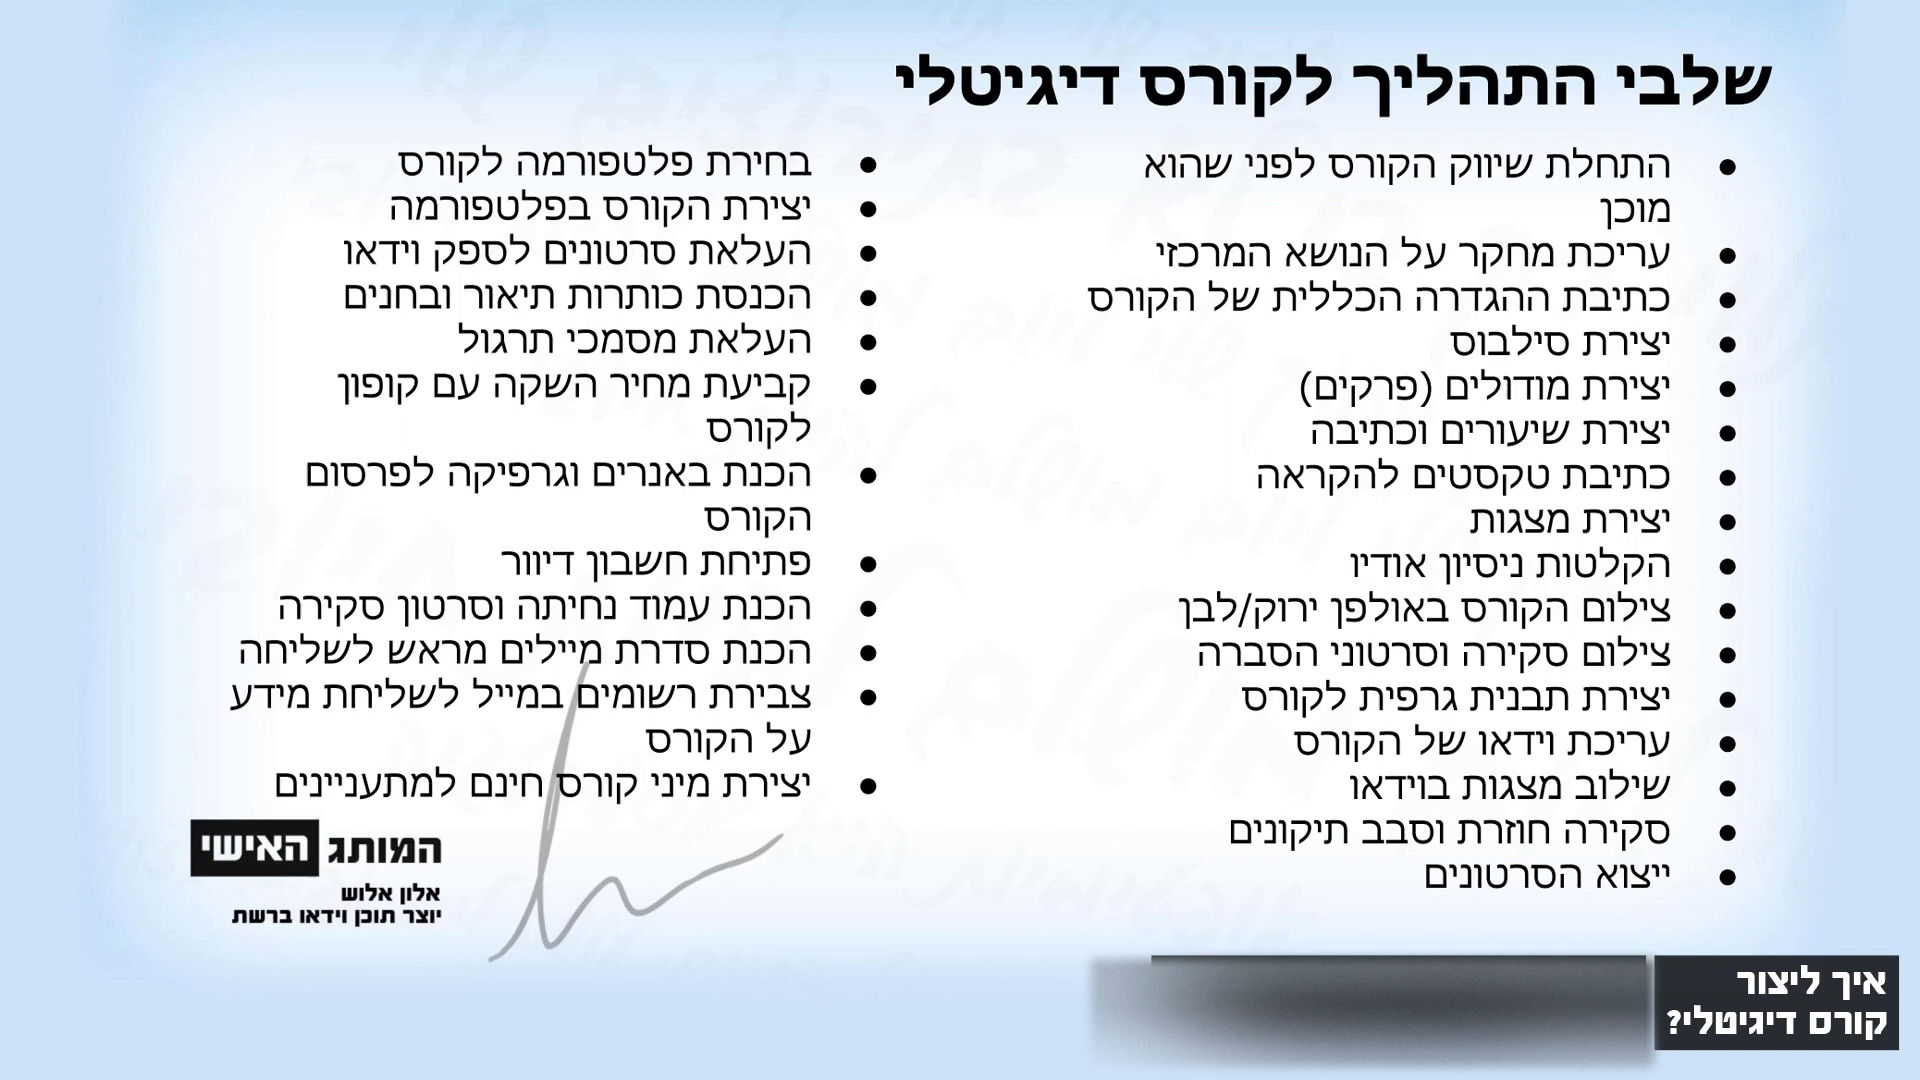 שלבי התהליך לקורס דיגיטלי
• התחלת שיווק הקורס לפני שהוא
מוכן
• עריכת מחקר על הנושא המרכזי
• כתיבת ההגדרה הכללית של הקורס
• יצירת סילבוס
• יצירת מודולים (פרקים)
• יצירת שיעורים וכתיבה
• כתיבת טקסטים להקראה
• יצירת מצגות
• הקלטות ניסיון אודיו
• צילום הקורס באולפן ירוק/לבן
• צילום סקירה וסרטוני הסברה
• יצירת תבנית גרפית לקורס
• עריכת וידאו של הקורס
• שילוב מצגות בוידאו
• סקירה חוזרת וסבב תיקונים
• ייצוא הסרטונים
• בחירת פלטפורמה לקורס
• יצירת הקורס בפלטפורמה
• העלאת סרטונים לספק וידאו
• הכנסת כותרות תיאור ובחנים
• העלאת מסמכי תרגול
• קביעת מחיר השקה עם קופון
לקורס
• הכנת באנרים וגרפיקה לפרסום
הקורס
• פתיחת חשבון דיוור
• הכנת עמוד נחיתה וסרטון סקירה
• הכנת סדרת מיילים מראש לשליחה
• צבירת רשומים במייל לשליחת מידע
על הקורס
• יצירת מיני קורס חינם למתעניינים
המותג האישי
אלון אלוש
יוצר תוכן וידאו ברשת
איך ליצור
קורס דיגיטלי?